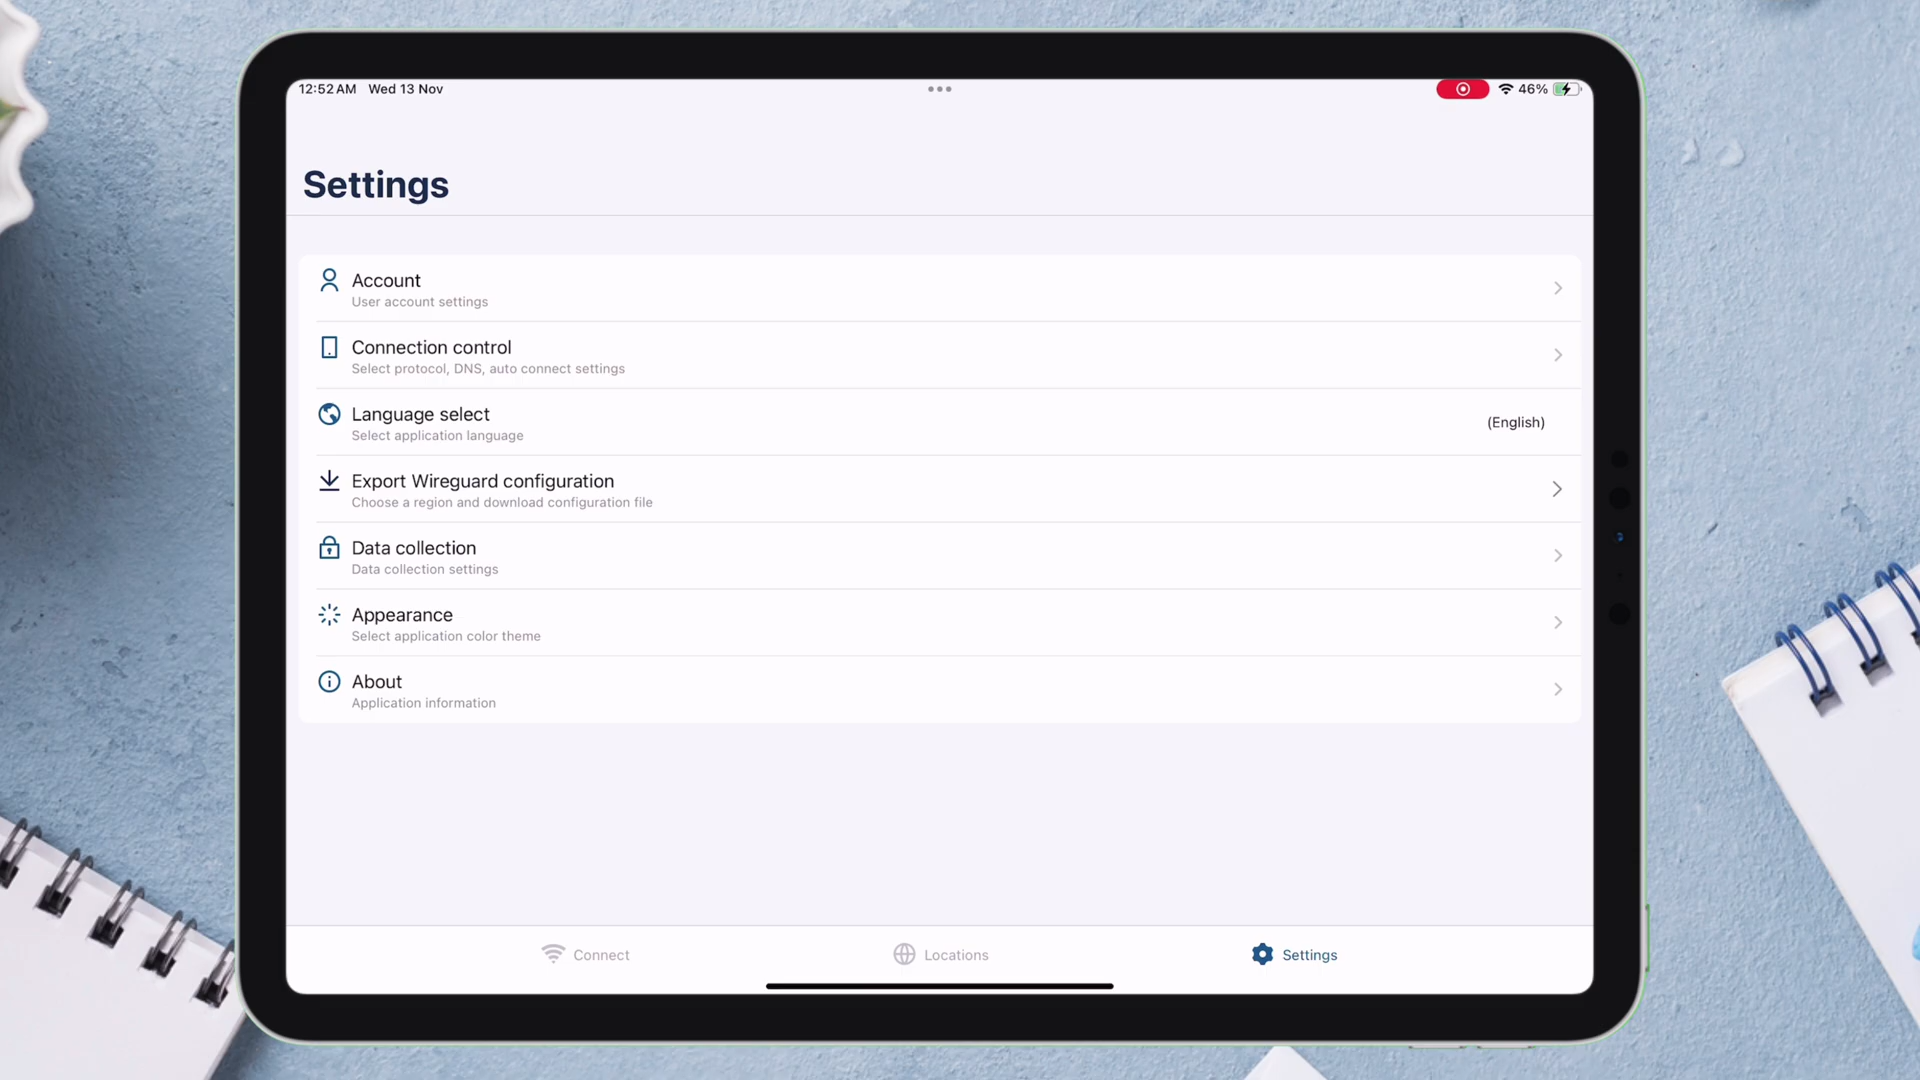 12:52 AM Wed 13 Nov
46%
Settings
Account
User account settings
Connection control
Select protocol, DNS, auto connect settings
Language select
Select application language
(English)
Export Wireguard configuration
Choose a region and download configuration file
Data collection
Data collection settings
Appearance
Select application color theme
About
Application information
Connect
Locations
Settings